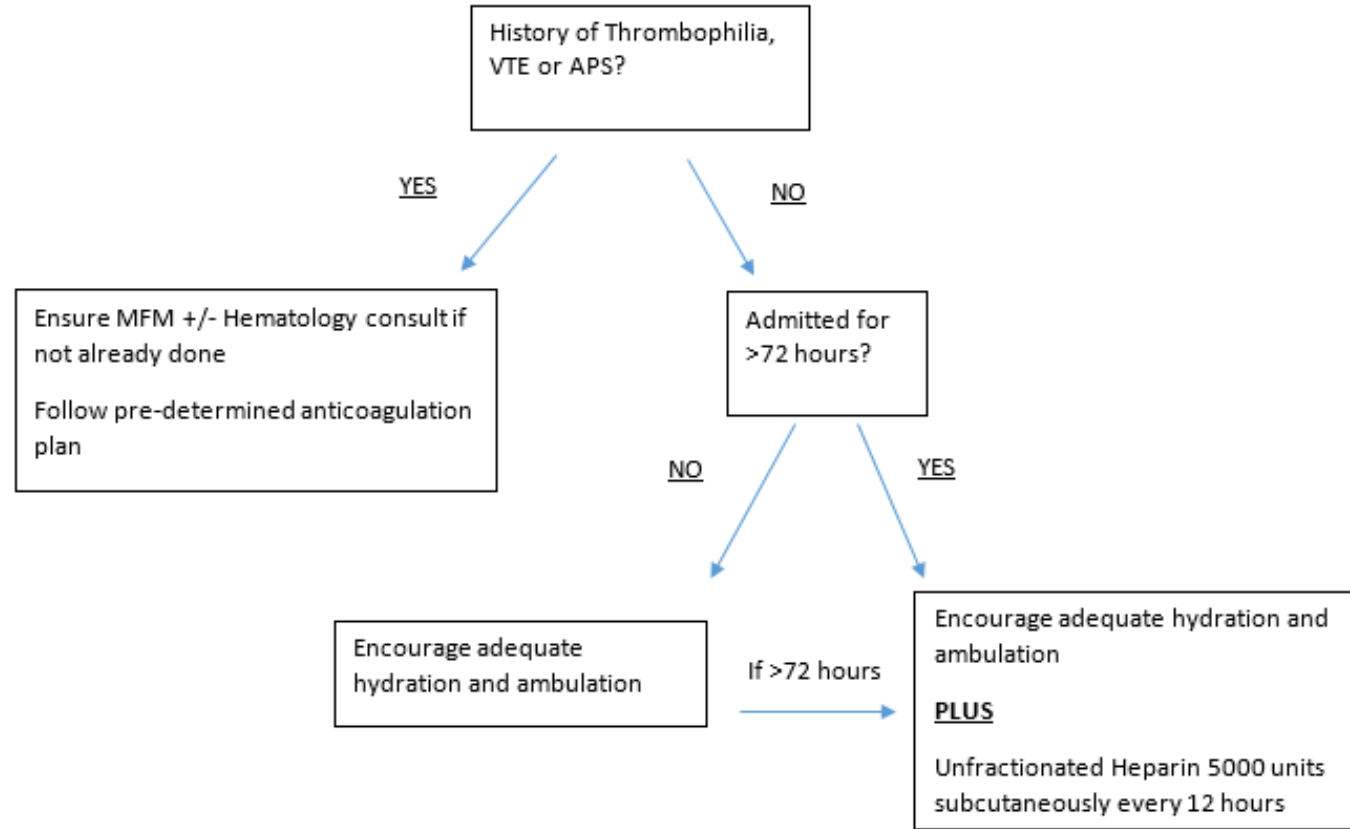 History of Thrombophilia,
VTE or APS?
YES
NO
Ensure MFM +/- Hematology consult if
not already done
Follow pre-determined anticoagulation
plan
Admitted for
>72 hours?
NO
YES
Encourage adequate
hydration and ambulation
If >72 hours
Encourage adequate hydration and
ambulation
PLUS
Unfractionated Heparin 5000 units
subcutaneously every 12 hours